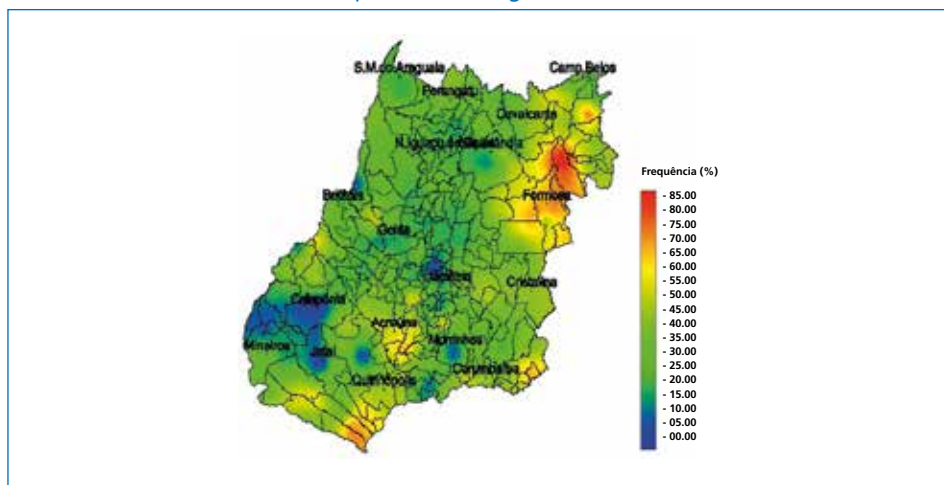 S.M.do Araguaia
Camp.Belos
Porangatu
Cavalcante
Britânia
Formosa
Goiás
Cristalina
Caiapônia
Acreúna
Mineiros
Jataí
Morrinhos
Quirinópolis
Corumbaíba
Frequência (%)
- 85.00
- 80.00
- 75.00
- 70.00
- 65.00
- 60.00
- 55.00
- 50.00
- 45.00
- 40.00
- 35.00
- 30.00
- 25.00
- 20.00
- 15.00
- 10.00
- 05.00
- 00.00